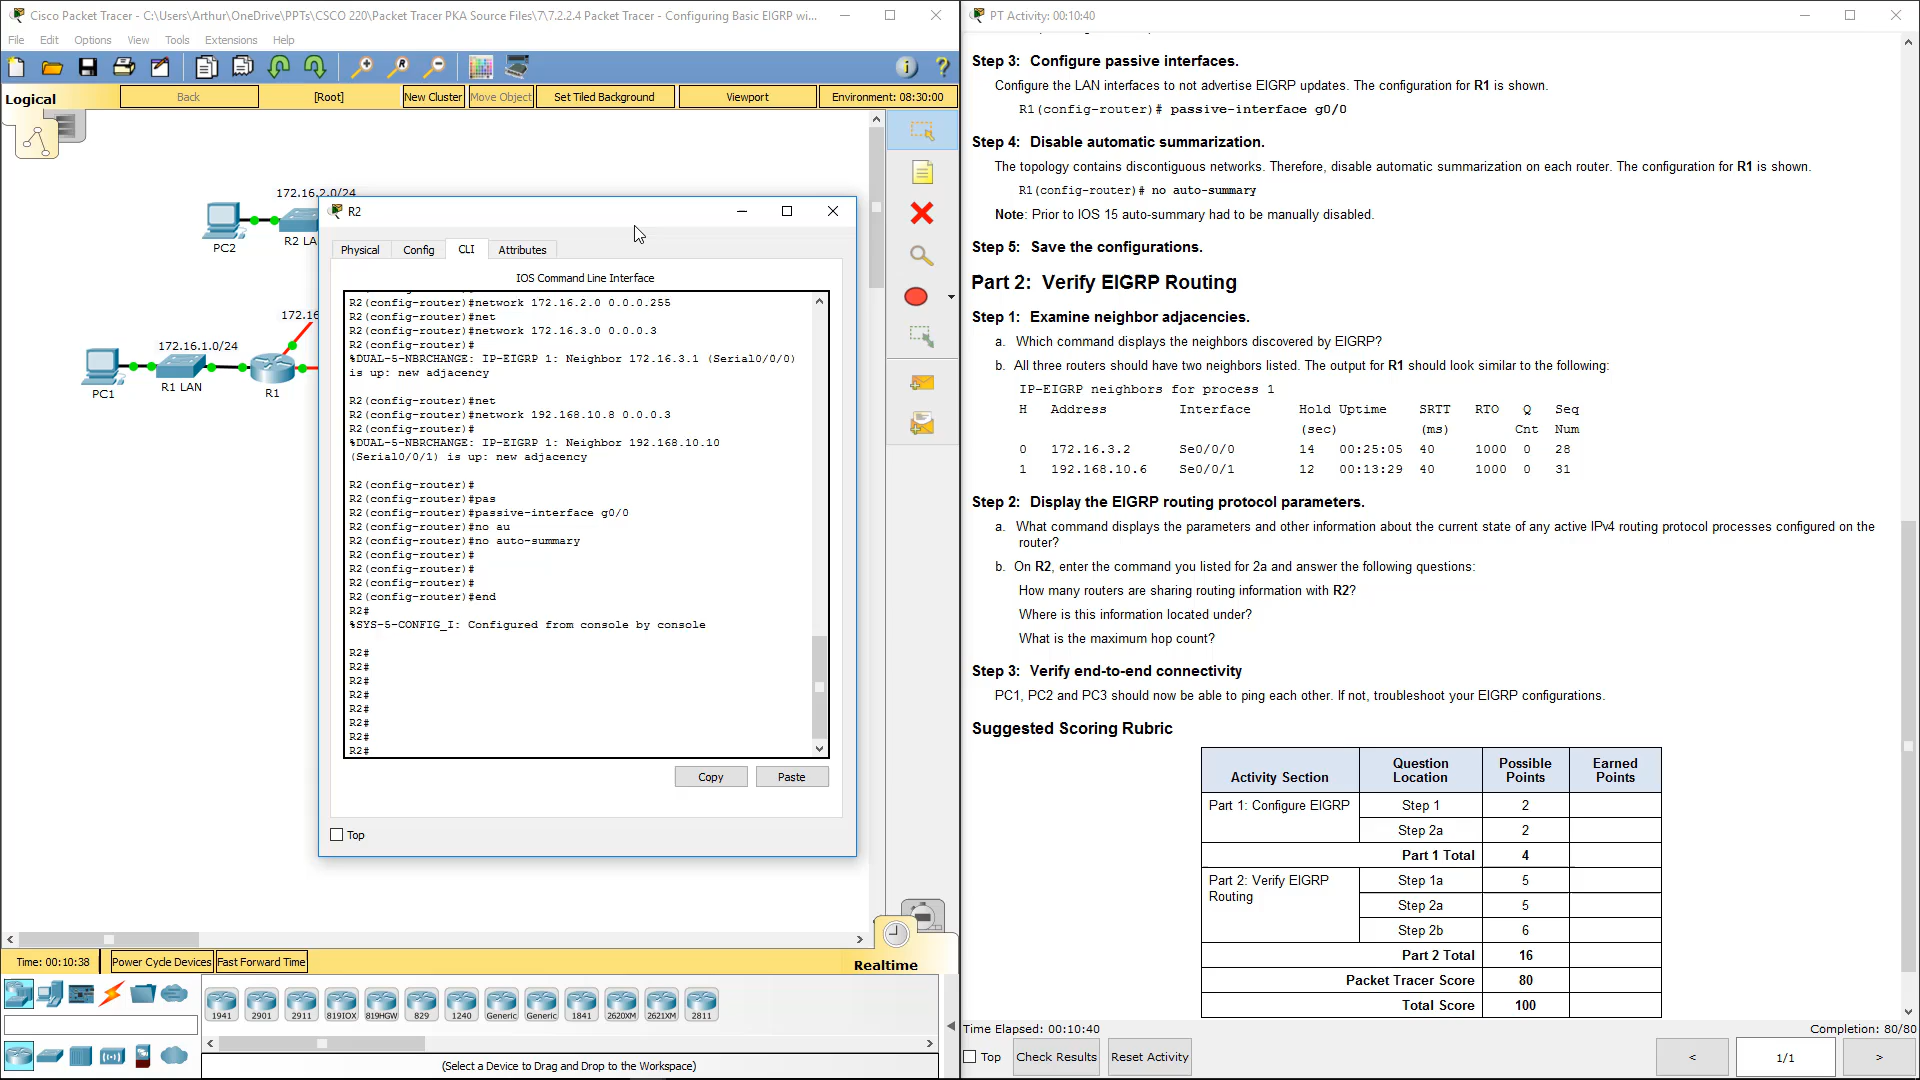 Cisco Packet Tracer - C:\Users\Arthur\OneDrive\PPTs\CSCO 220\Packet Tracer PKA Source Files\7\7.2.2.4 Packet Tracer - Configuring Basic EIGRP wi...
File Edit Options View Tools Extensions Help
Logical
Back
[Root]
New Cluster
Move Object
Set Tiled Background
Viewport
Environment: 08:30:00
172.16.2.0/24
PC2
R2 LA
172.16
172.16.1.0/24
PC1
R1 LAN
R1
R2
Physical
Config
CLI
Attributes
IOS Command Line Interface
R2(config-router)#network 172.16.2.0 0.0.0.255
R2(config-router)#net
R2(config-router)#network 172.16.3.0 0.0.0.3
R2(config-router)#
%DUAL-5-NBRCHANGE: IP-EIGRP 1: Neighbor 172.16.3.1 (Serial0/0/0)
is up: new adjacency
R2(config-router)#net
R2(config-router)#network 192.168.10.8 0.0.0.3
R2(config-router)#
%DUAL-5-NBRCHANGE: IP-EIGRP 1: Neighbor 192.168.10.10
(Serial0/0/1) is up: new adjacency
R2(config-router)#
R2(config-router)#pas
R2(config-router)#passive-interface g0/0
R2(config-router)#no au
R2(config-router)#no auto-summary
R2(config-router)#
R2(config-router)#
R2(config-router)#
R2(config-router)#end
R2#
%SYS-5-CONFIG_I: Configured from console by console
R2#
R2#
R2#
R2#
R2#
R2#
R2#
R2#
Copy
Paste
Top
Time: 00:10:38
Power Cycle Devices
Fast Forward Time
Realtime
1941 2901 2911 819IOX 819HGW 829 1240 Generic Generic 1841 2620XM 2621XM 2811
(Select a Device to Drag and Drop to the Workspace)
PT Activity: 00:10:40
Step 3: Configure passive interfaces.
Configure the LAN interfaces to not advertise EIGRP updates. The configuration for R1 is shown.
R1(config-router)# passive-interface g0/0
Step 4: Disable automatic summarization.
The topology contains discontiguous networks. Therefore, disable automatic summarization on each router. The configuration for R1 is shown.
R1(config-router)# no auto-summary
Note: Prior to IOS 15 auto-summary had to be manually disabled.
Step 5: Save the configurations.
Part 2: Verify EIGRP Routing
Step 1: Examine neighbor adjacencies.
a. Which command displays the neighbors discovered by EIGRP?
b. All three routers should have two neighbors listed. The output for R1 should look similar to the following:
IP-EIGRP neighbors for process 1
H Address Interface Hold Uptime SRTT RTO Q Seq
(sec) (ms) Cnt Num
0 172.16.3.2 Se0/0/0 14 00:25:05 40 1000 0 28
1 192.168.10.6 Se0/0/1 12 00:13:29 40 1000 0 31
Step 2: Display the EIGRP routing protocol parameters.
a. What command displays the parameters and other information about the current state of any active IPv4 routing protocol processes configured on the
router?
b. On R2, enter the command you listed for 2a and answer the following questions:
How many routers are sharing routing information with R2?
Where is this information located under?
What is the maximum hop count?
Step 3: Verify end-to-end connectivity
PC1, PC2 and PC3 should now be able to ping each other. If not, troubleshoot your EIGRP configurations.
Suggested Scoring Rubric
Activity Section Question Location Possible Points Earned Points
Part 1: Configure EIGRP Step 1 2
Step 2a 2
Part 1 Total 4
Part 2: Verify EIGRP Routing Step 1a 5
Step 2a 5
Step 2b 6
Part 2 Total 16
Packet Tracer Score 80
Total Score 100
Time Elapsed: 00:10:40
Completion: 80/80
Top
Check Results
Reset Activity
<
1/1
>